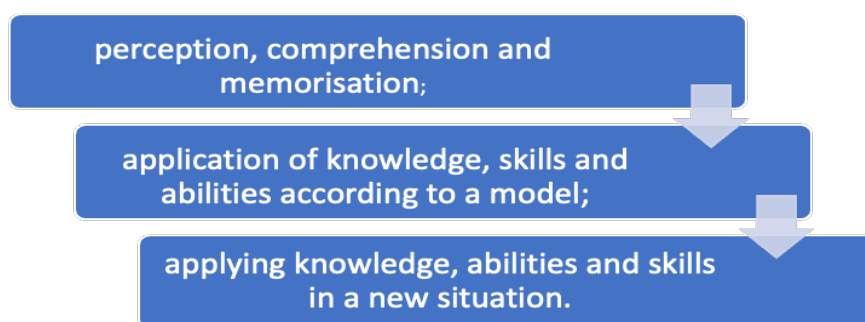 perception, comprehension and
memorisation;
application of knowledge, skills and
abilities according to a model;
applying knowledge, abilities and skills
in a new situation.